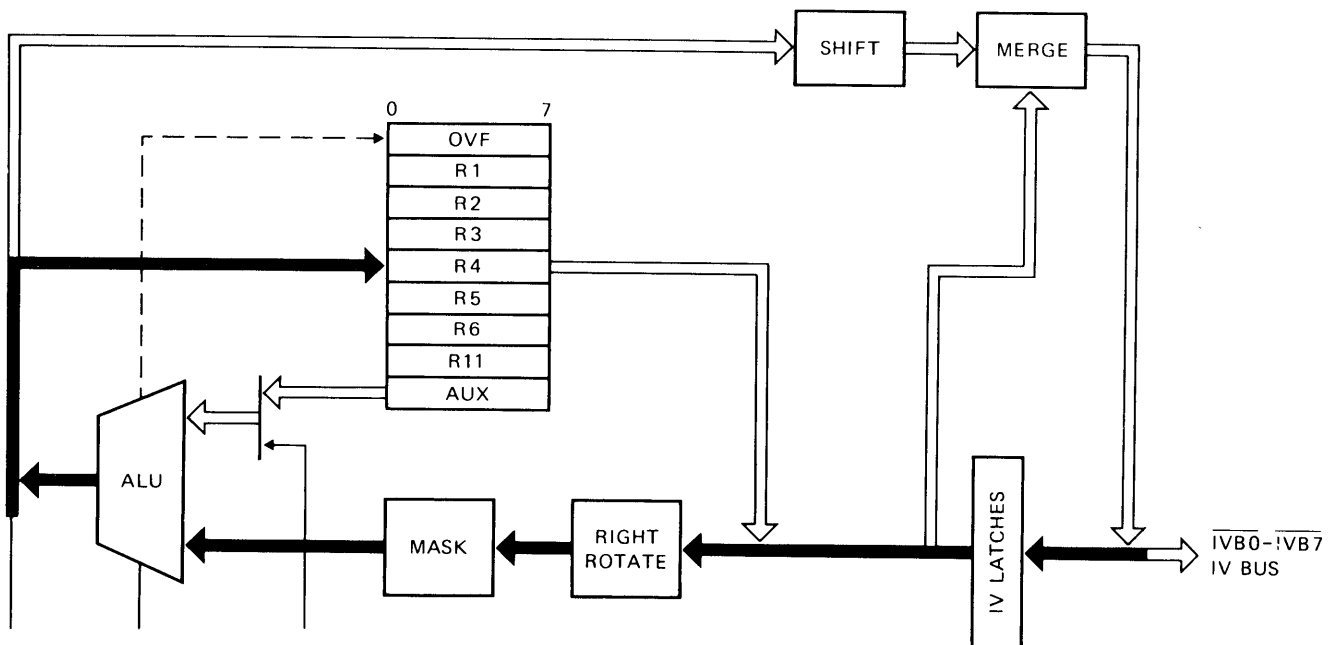 SHIFT
MERGE
0 7
OVF
R1
R2
R3
R4
R5
R6
R11
AUX
ALU
MASK
RIGHT
ROTATE
IV LATCHES
IVB0-IVB7
IV BUS